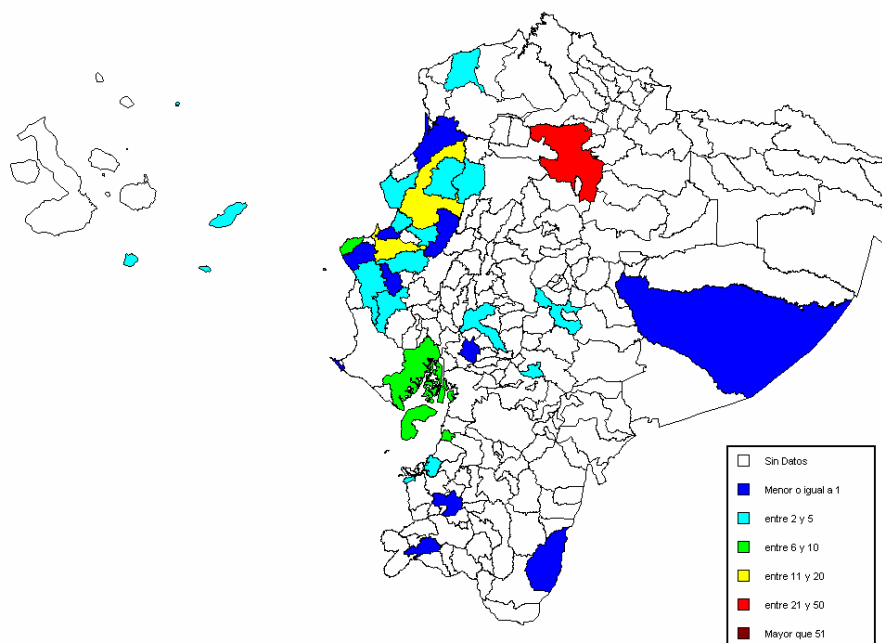 Sin Datos
Menor o igual a 1
entre 2 y 5
entre 6 y 10
entre 11 y 20
entre 21 y 50
Mayor que 51